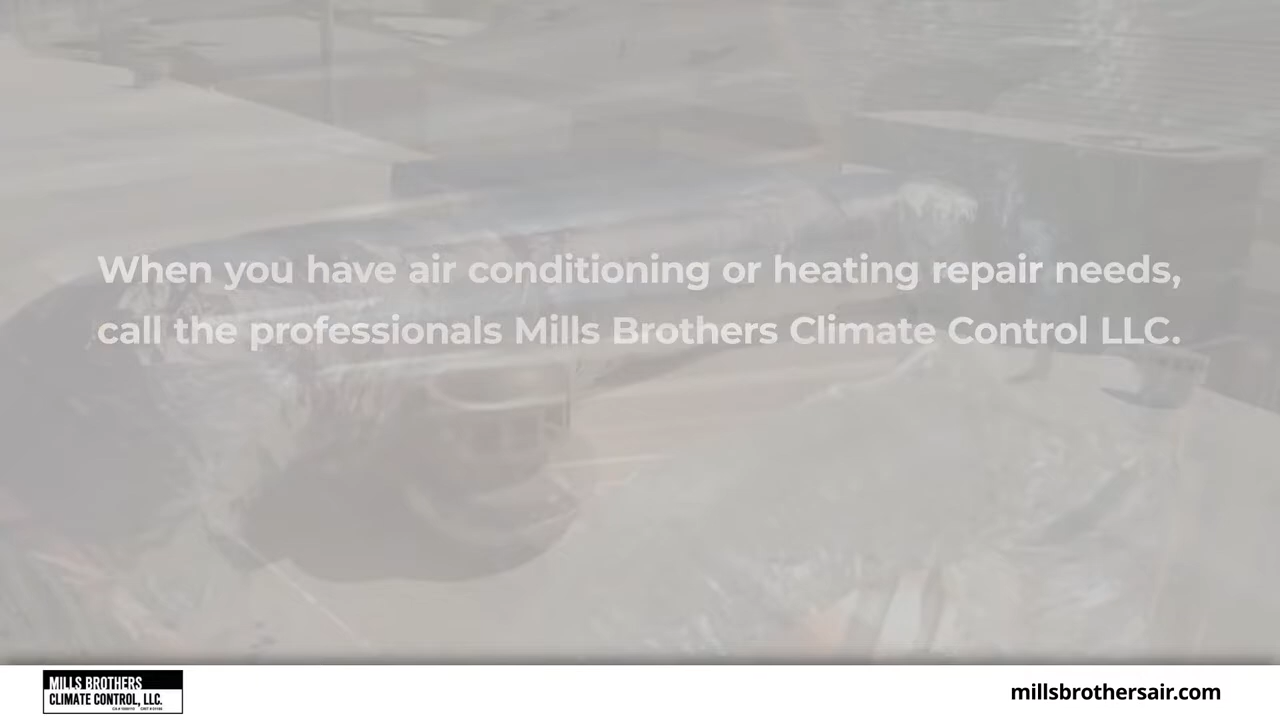 When you have air conditioning or heating repair needs,
call the professionals Mills Brothers Climate Control LLC.
MILLS BROTHERS
CLIMATE CONTROL, LLC.
millsbrothersair.com